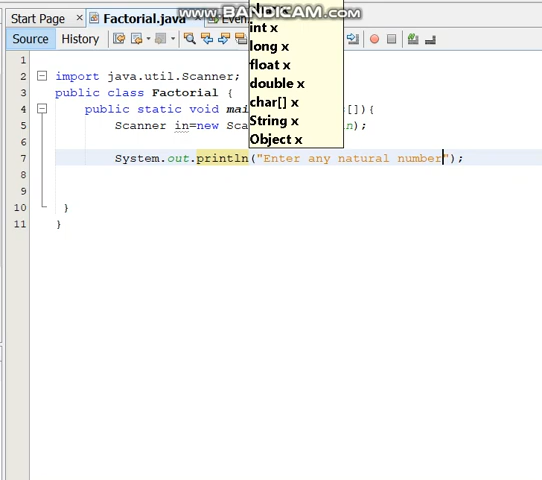 www.BANDICAM.com
Start Page
Factorial.java
Source
History
int x
long x
float x
double x
char[] x
String x
Object x
1
2 import java.util.Scanner;
3 public class Factorial {
4 public static void s[]){
5 Scanner in=new );
6
7 System.out.println("Enter any natural number");
8
9
10 }
11 }